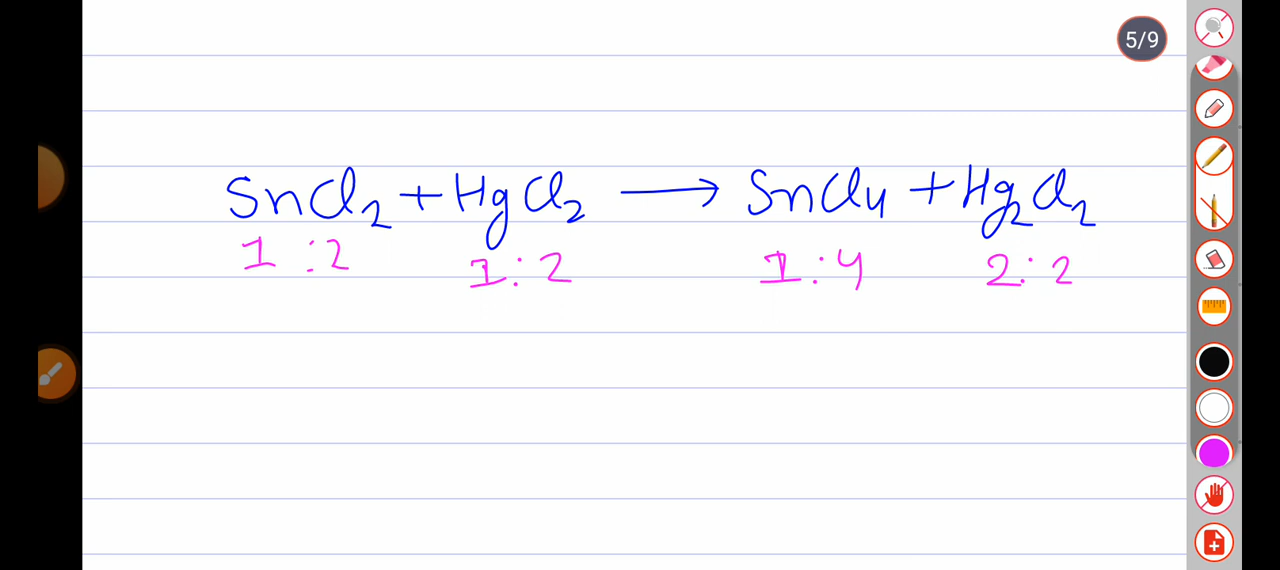 5/9
SnCl2 + HgCl2 ⟶ SnCl4 + Hg2Cl2
1 : 2 1 : 2 1 : 4 2 : 2